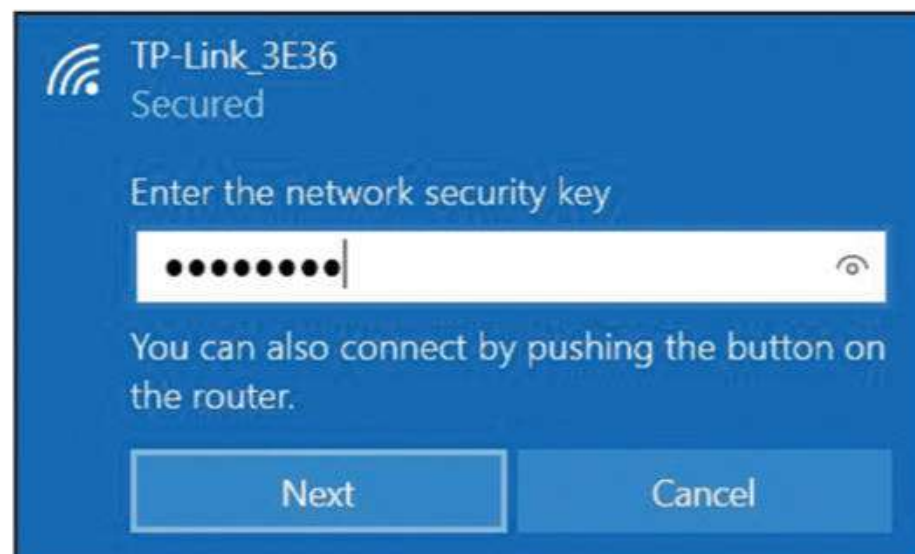 TP-Link_3E36
Secured
Enter the network security key
••••••••
You can also connect by pushing the button on
the router.
Next
Cancel